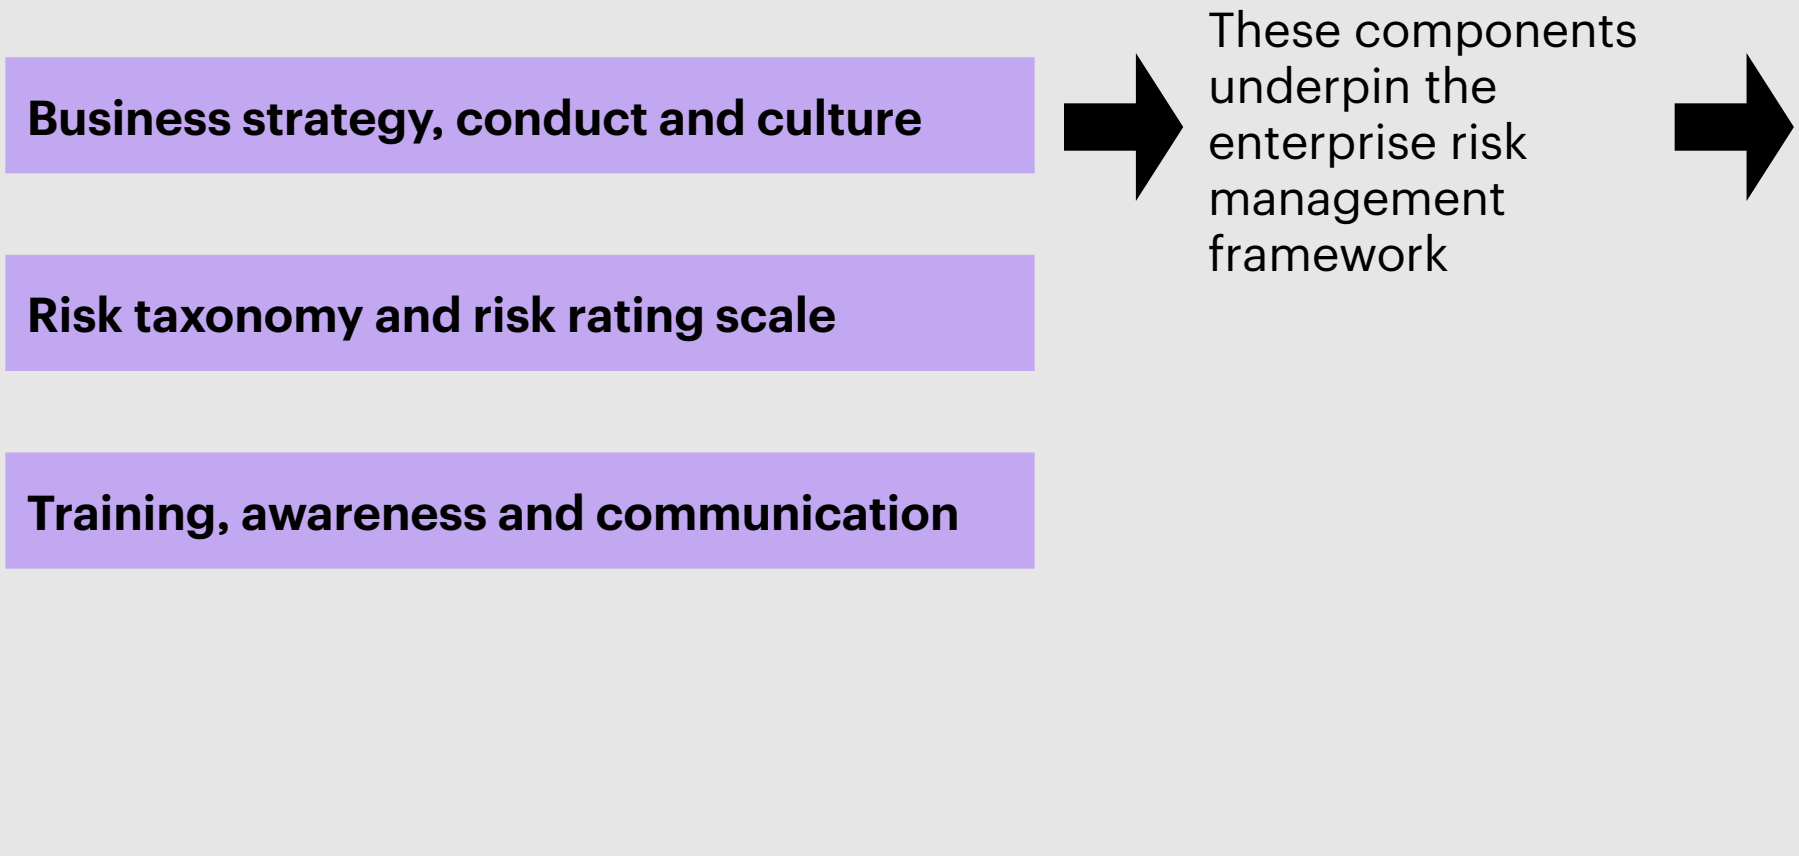 Business strategy, conduct and culture
Risk taxonomy and risk rating scale
Training, awareness and communication
These components
underpin the
enterprise risk
management
framework